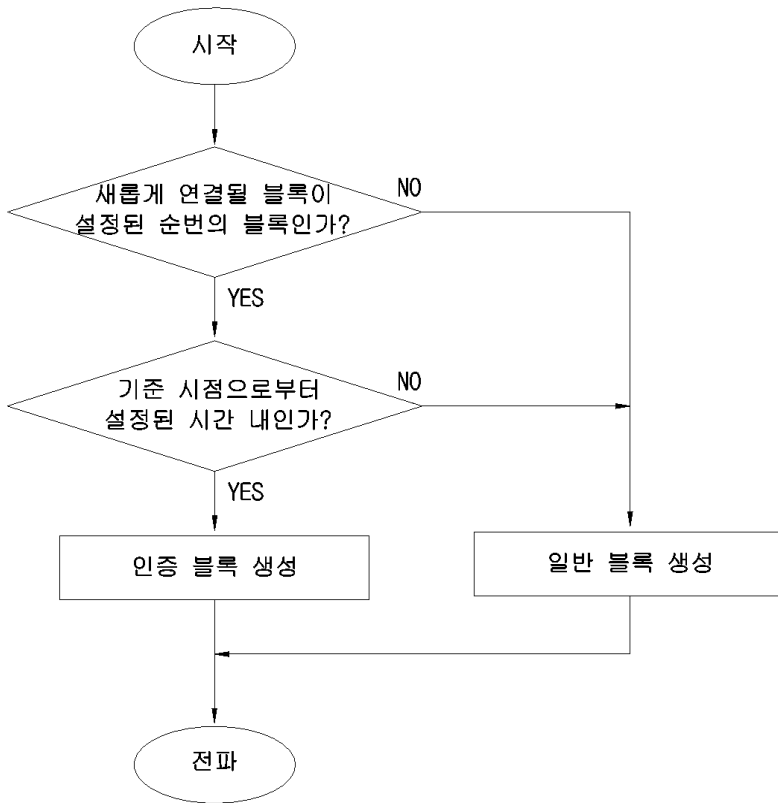 시작
새롭게 연결될 블록이
설정된 순번의 블록인가?
NO
YES
기준 시점으로부터
설정된 시간 내인가?
NO
YES
인증 블록 생성
일반 블록 생성
전파